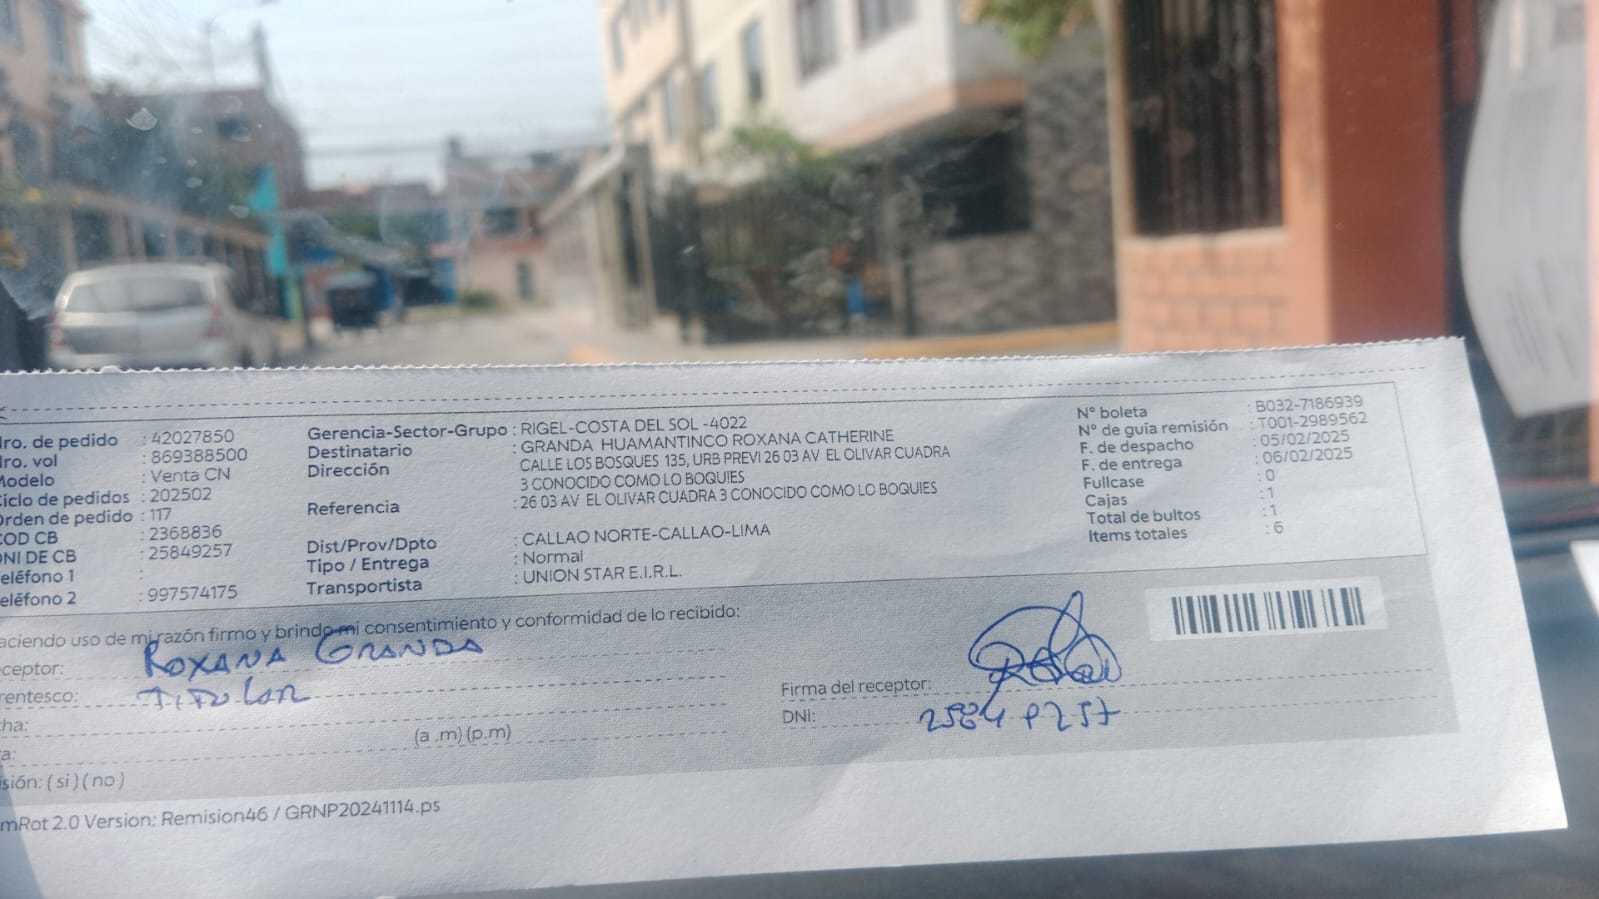 Nro. de pedido : 42027850
Nro. vol : 869388500
Modelo : Venta CN
Ciclo de pedidos : 202502
Orden de pedido : 117
COD CB : 2368836
DNI DE CB : 25849257
Teléfono 1 :
Teléfono 2 : 997574175
Gerencia-Sector-Grupo : RIGEL-COSTA DEL SOL -4022
Destinatario : GRANDA HUAMANTINCO ROXANA CATHERINE
Dirección : CALLE LOS BOSQUES 135, URB PREVI 26 03 AV EL OLIVAR CUADRA
3 CONOCIDO COMO LO BOQUIES
Referencia : 26 03 AV EL OLIVAR CUADRA 3 CONOCIDO COMO LO BOQUIES
Dist/Prov/Dpto : CALLAO NORTE-CALLAO-LIMA
Tipo / Entrega : Normal
Transportista : UNION STAR E.I.R.L.
N° boleta : B032-7186939
N° de guía remisión : T001-2989562
F. de despacho : 05/02/2025
F. de entrega : 06/02/2025
Fullcase : 0
Cajas : 1
Total de bultos : 1
Items totales : 6
aciendo uso de mi razón firmo y brindo mi consentimiento y conformidad de lo recibido:
ceptor: ROXANA GRANDA
rentesco: TITULAR
cha:
ra: (a .m) (p.m)
isión: ( si ) ( no )
Firma del receptor:
DNI:
mRot 2.0 Version: Remision46 / GRNP20241114.ps